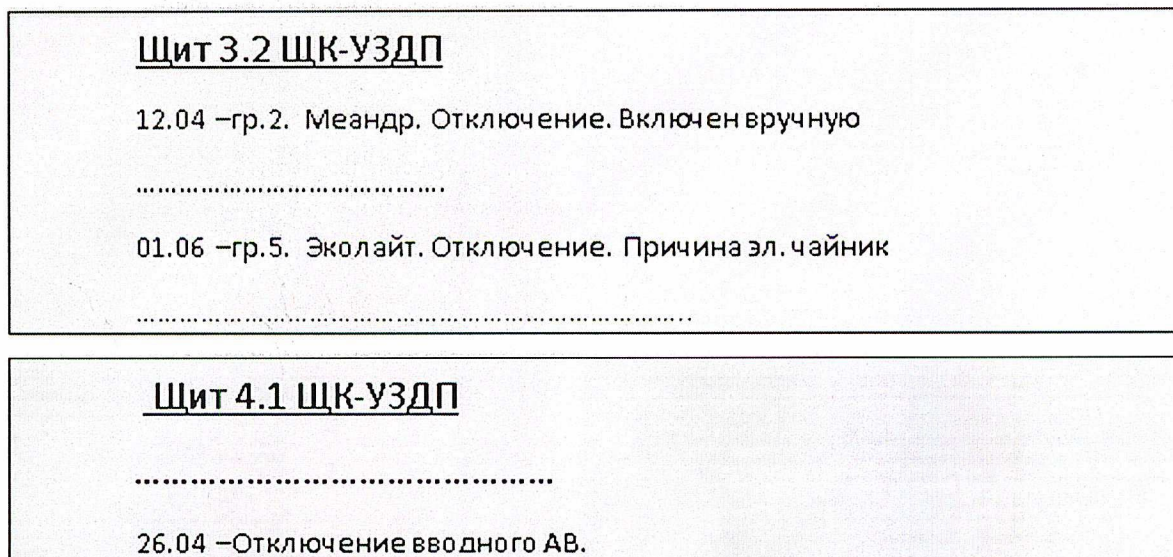 Щит 3.2 ЩК-УЗДП
12.04 –гр.2. Меандр. Отключение. Включен вручную
...........................................
01.06 –гр.5. Эколайт. Отключение. Причина эл. чайник
.............................................................................
Щит 4.1 ЩК-УЗДП
..............................................
26.04 –Отключение вводного АВ.